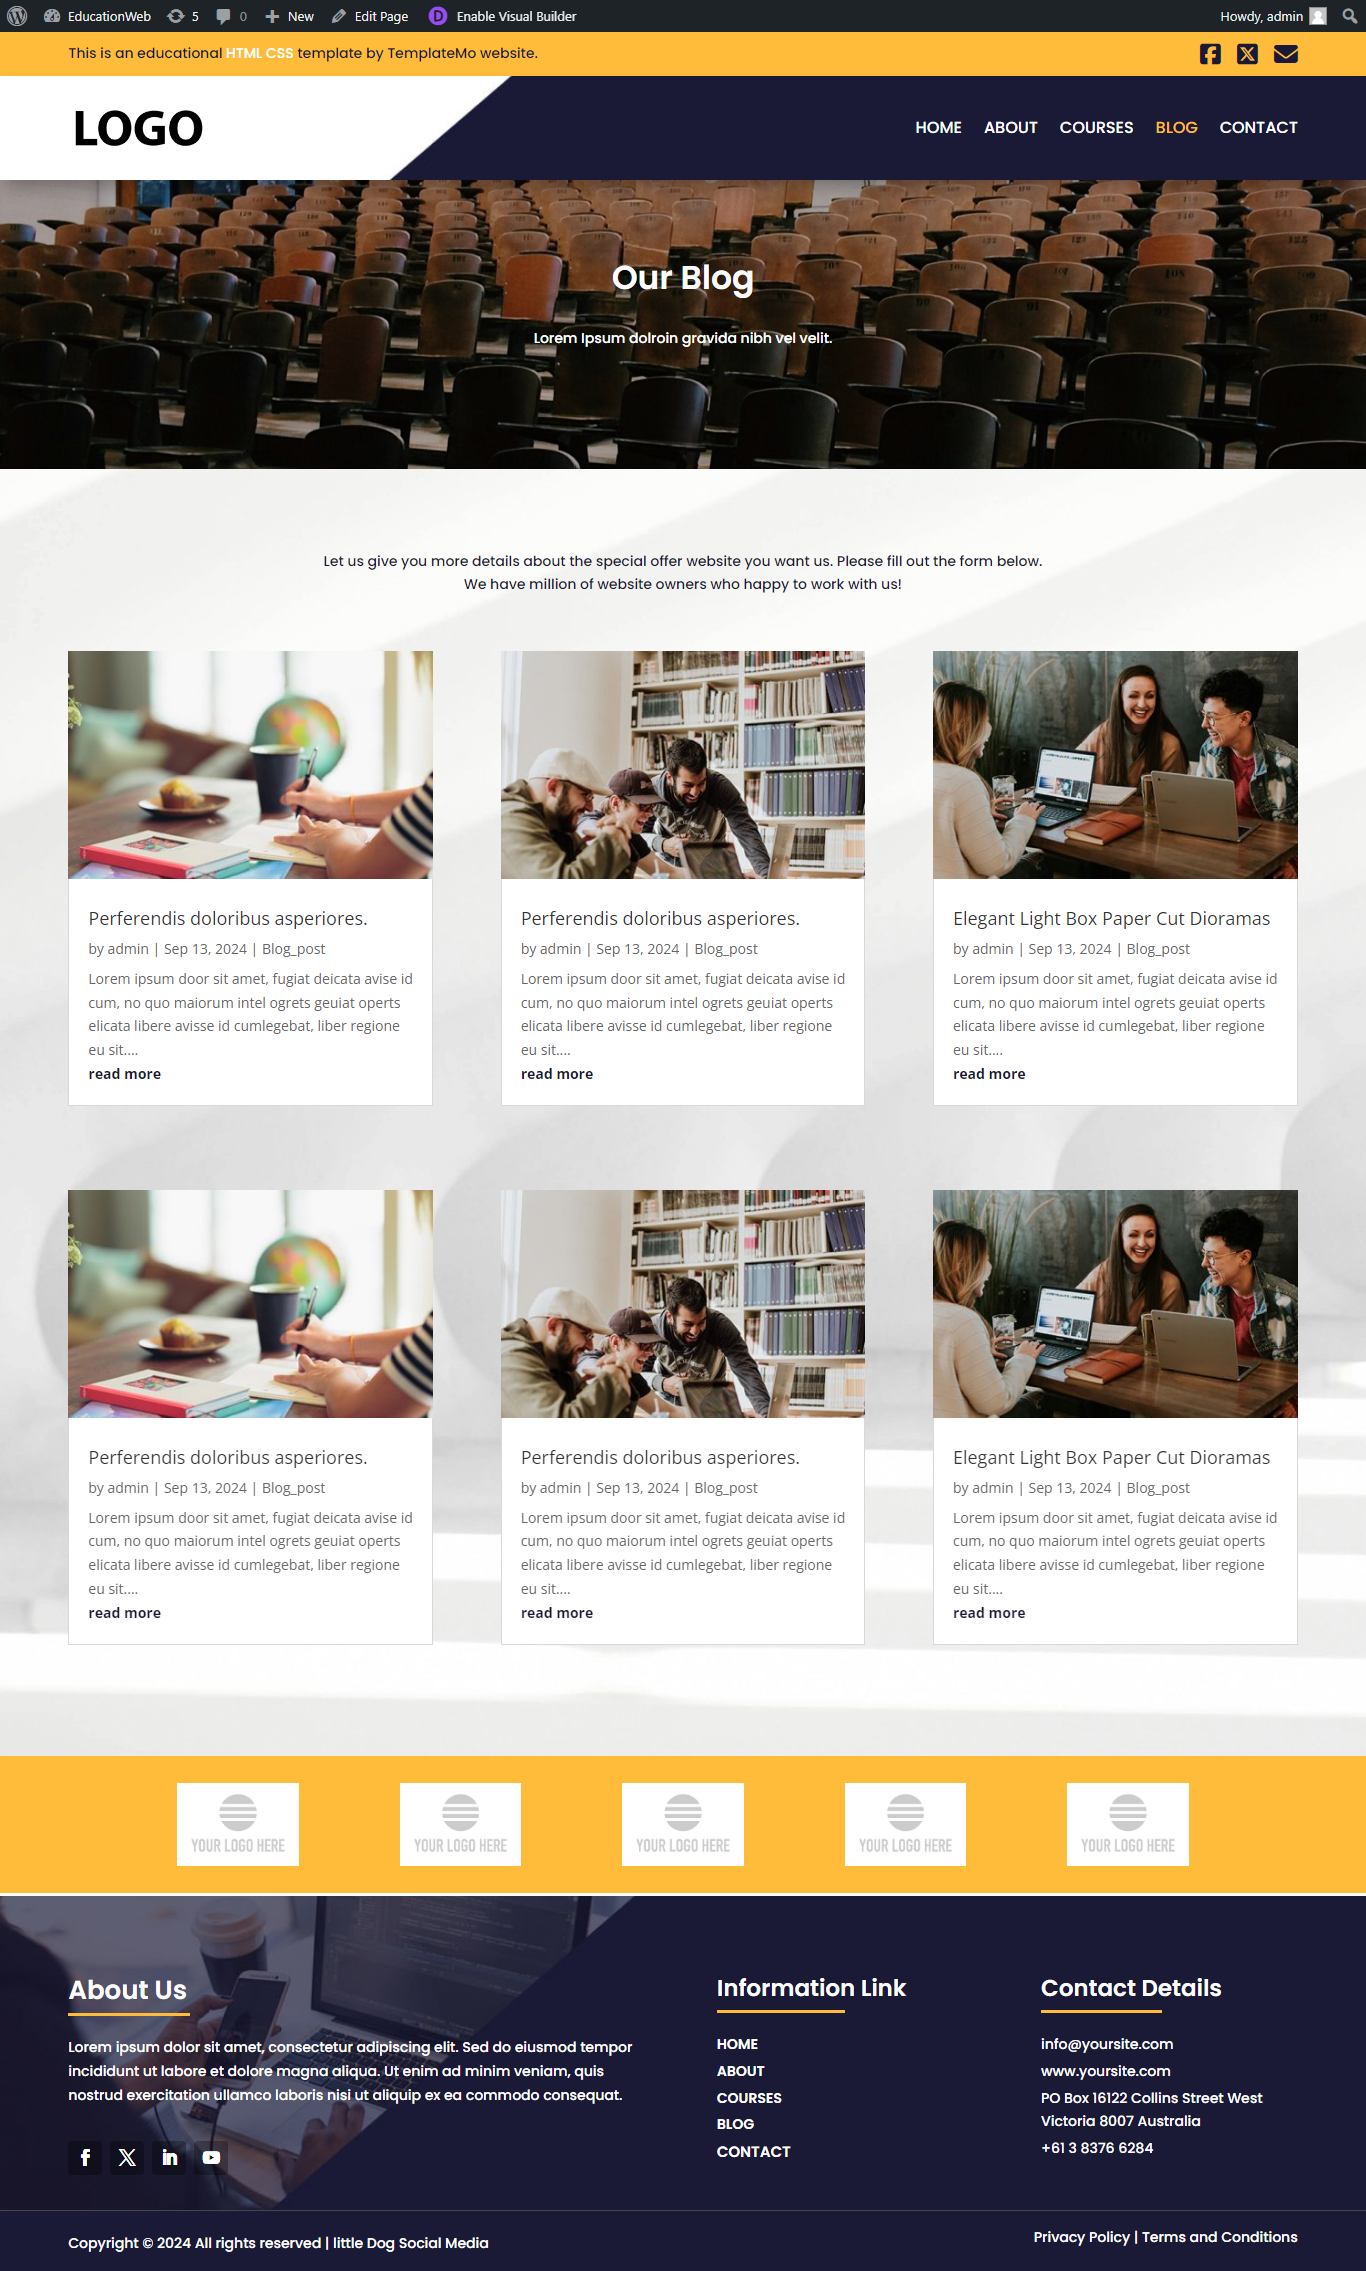 EducationWeb 5 0 New Edit Page D Enable Visual Builder Howdy, admin
This is an educational HTML CSS template by TemplateMo website.
LOGO HOME ABOUT COURSES BLOG CONTACT
Our Blog
Lorem Ipsum dolroin gravida nibh vel velit.
Let us give you more details about the special offer website you want us. Please fill out the form below.
We have million of website owners who happy to work with us!
Perferendis doloribus asperiores.
by admin | Sep 13, 2024 | Blog_post
Lorem ipsum door sit amet, fugiat deicata avise id
cum, no quo maiorum intel ogrets geuiat operts
elicata libere avisse id cumlegebat, liber regione
eu sit....
read more
Perferendis doloribus asperiores.
by admin | Sep 13, 2024 | Blog_post
Lorem ipsum door sit amet, fugiat deicata avise id
cum, no quo maiorum intel ogrets geuiat operts
elicata libere avisse id cumlegebat, liber regione
eu sit....
read more
Elegant Light Box Paper Cut Dioramas
by admin | Sep 13, 2024 | Blog_post
Lorem ipsum door sit amet, fugiat deicata avise id
cum, no quo maiorum intel ogrets geuiat operts
elicata libere avisse id cumlegebat, liber regione
eu sit....
read more
Perferendis doloribus asperiores.
by admin | Sep 13, 2024 | Blog_post
Lorem ipsum door sit amet, fugiat deicata avise id
cum, no quo maiorum intel ogrets geuiat operts
elicata libere avisse id cumlegebat, liber regione
eu sit....
read more
Perferendis doloribus asperiores.
by admin | Sep 13, 2024 | Blog_post
Lorem ipsum door sit amet, fugiat deicata avise id
cum, no quo maiorum intel ogrets geuiat operts
elicata libere avisse id cumlegebat, liber regione
eu sit....
read more
Elegant Light Box Paper Cut Dioramas
by admin | Sep 13, 2024 | Blog_post
Lorem ipsum door sit amet, fugiat deicata avise id
cum, no quo maiorum intel ogrets geuiat operts
elicata libere avisse id cumlegebat, liber regione
eu sit....
read more
YOUR LOGO HERE YOUR LOGO HERE YOUR LOGO HERE YOUR LOGO HERE YOUR LOGO HERE
About Us
Lorem ipsum dolor sit amet, consectetur adipiscing elit. Sed do eiusmod tempor
incididunt ut labore et dolore magna aliqua. Ut enim ad minim veniam, quis
nostrud exercitation ullamco laboris nisi ut aliquip ex ea commodo consequat.
Information Link
HOME
ABOUT
COURSES
BLOG
CONTACT
Contact Details
info@yoursite.com
www.yoursite.com
PO Box 16122 Collins Street West
Victoria 8007 Australia
+61 3 8376 6284
Copyright © 2024 All rights reserved | little Dog Social Media
Privacy Policy | Terms and Conditions